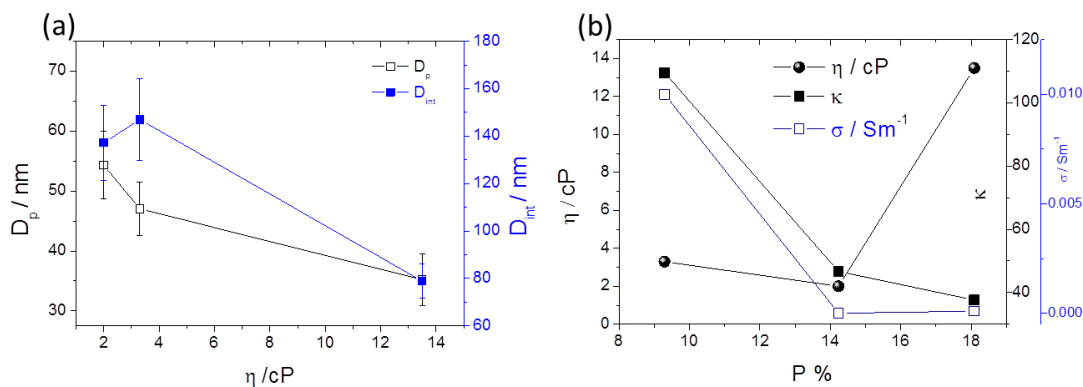 (a)
70
60
50
40
30
D_p / nm
2 4 6 8 10 12 14
η /cP
180
160
140
120
100
80
60
D_int / nm
D_p
D_int
(b)
14
12
10
8
6
4
2
0
η / cP
8 10 12 14 16 18
P %
120
100
80
60
40
κ
0.010
0.005
0.000
σ / Sm⁻¹
η / cP
κ
σ / Sm⁻¹